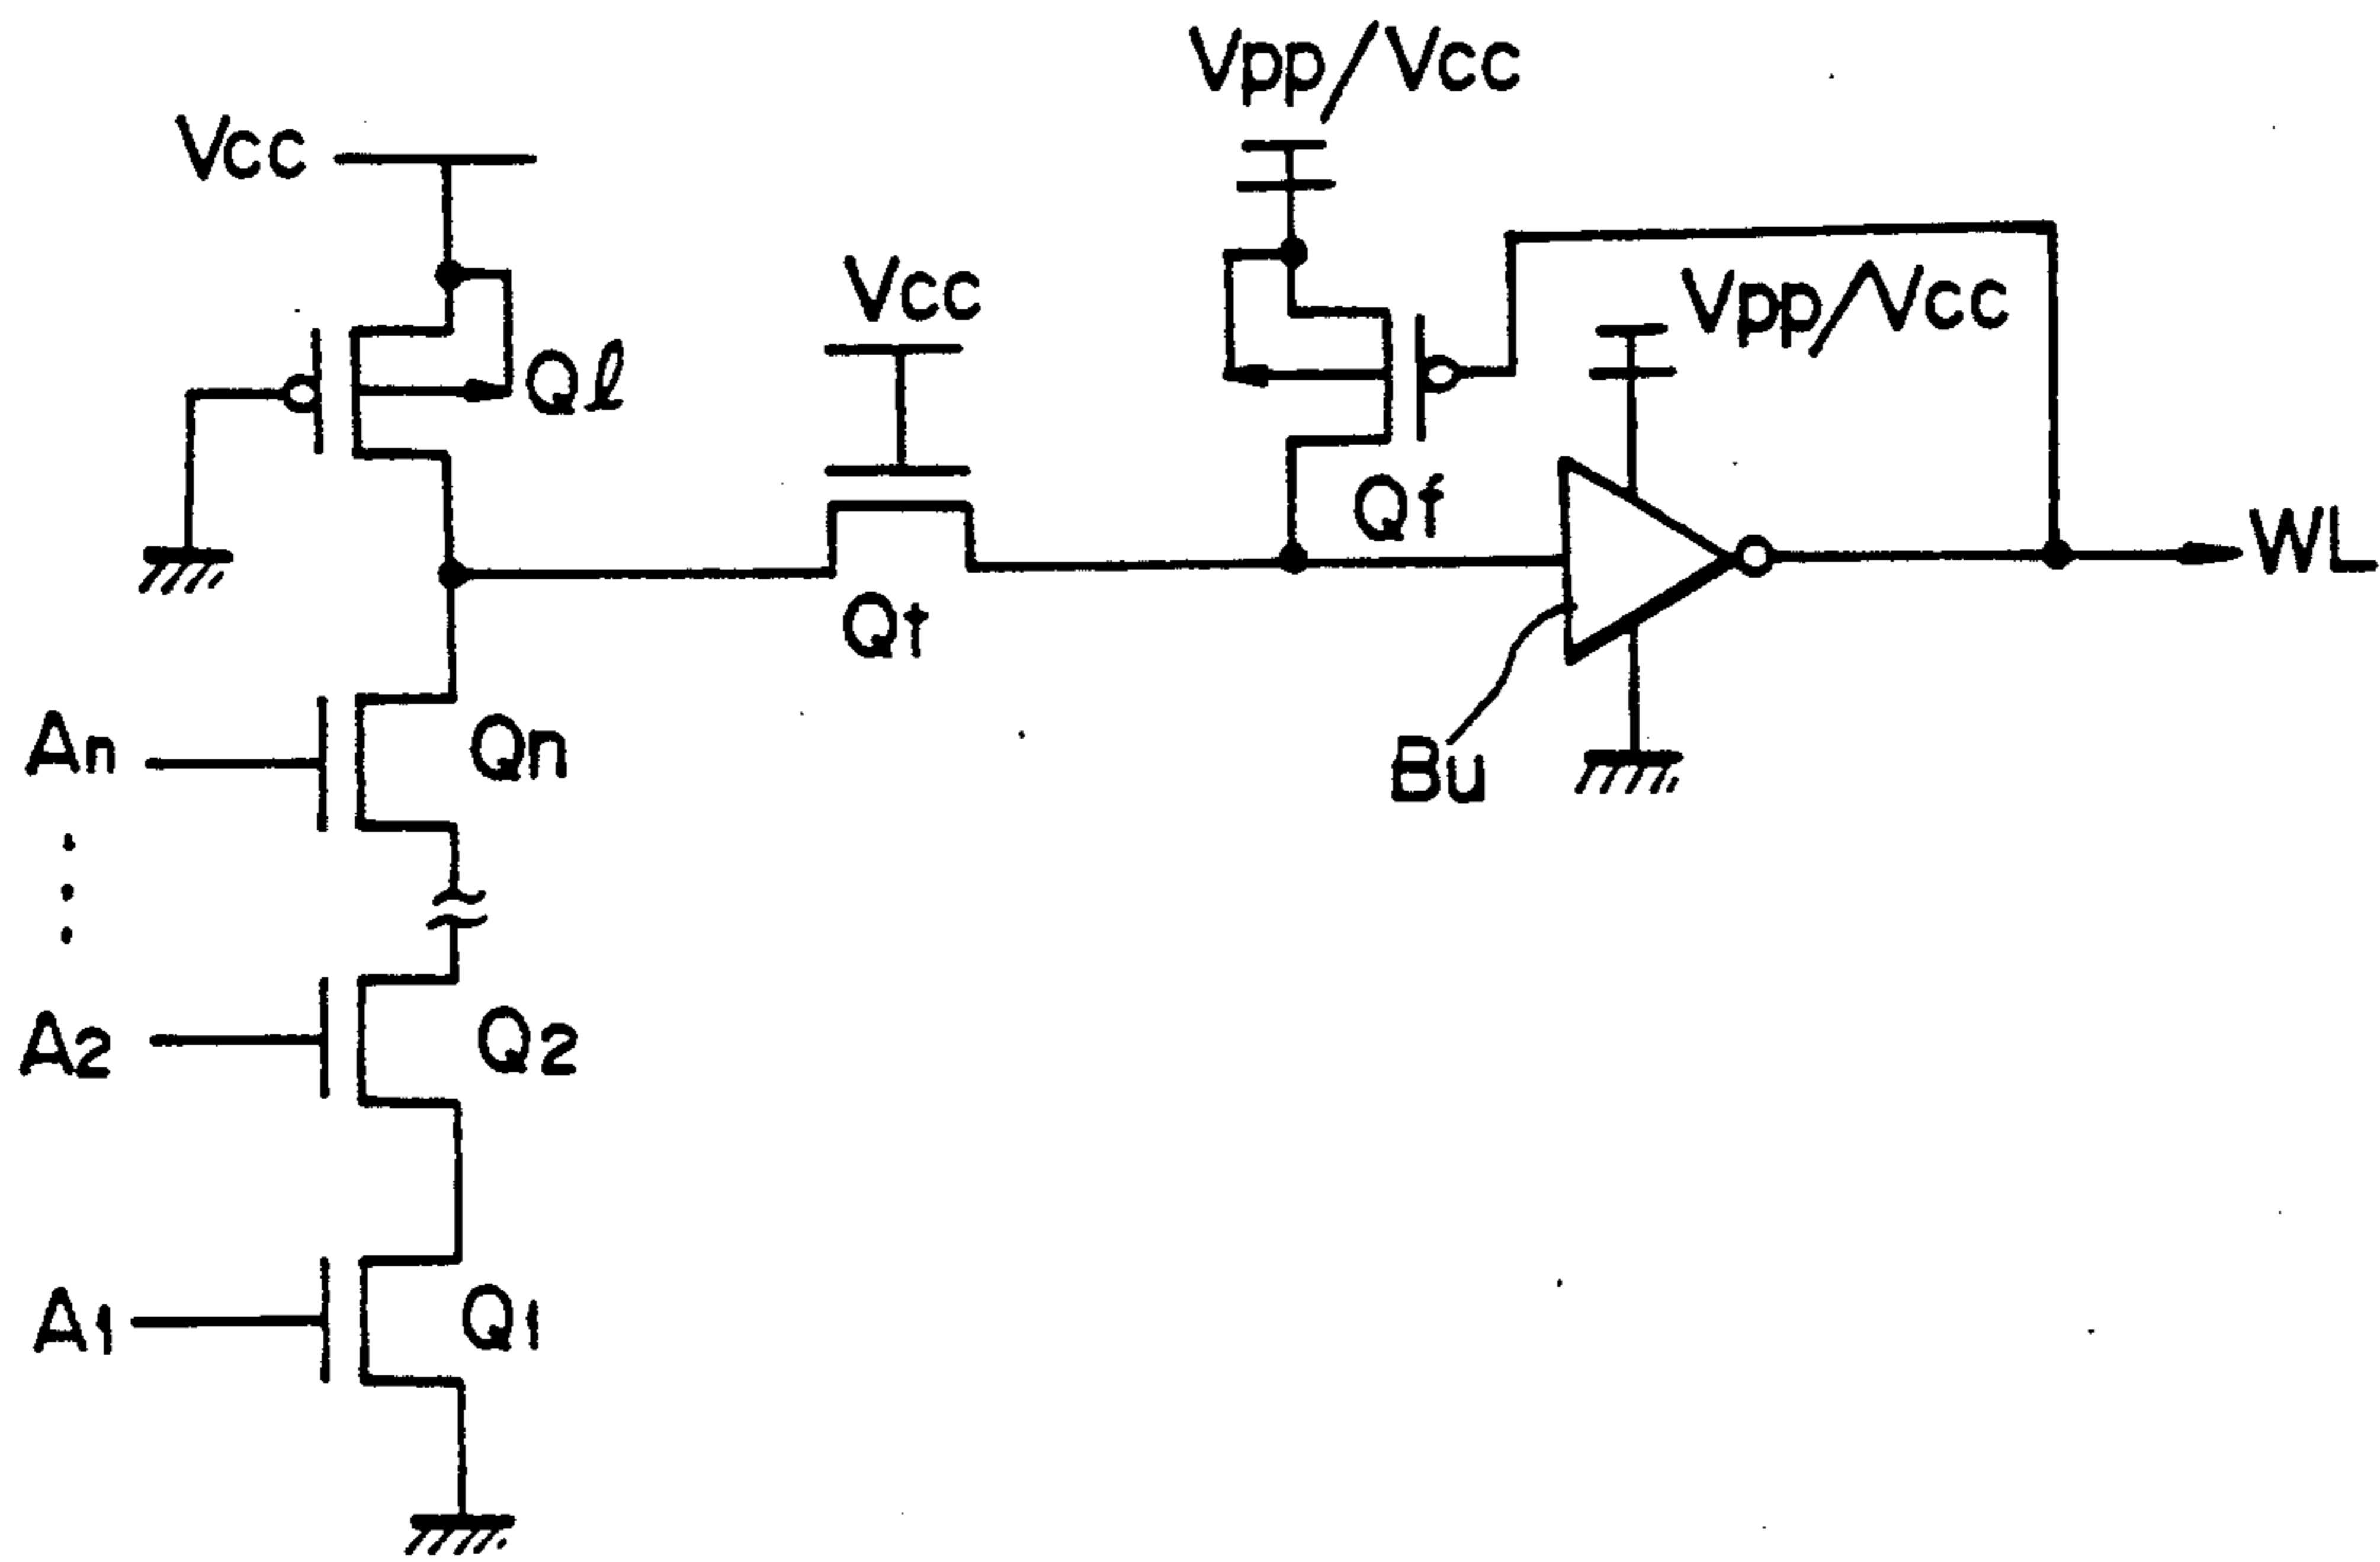 Vpp/Vcc
Vcc
Vcc
Vpp/Vcc
Qℓ
Qf
WL
Qt
An
Qn
Bu
A2
Q2
A1
Q1